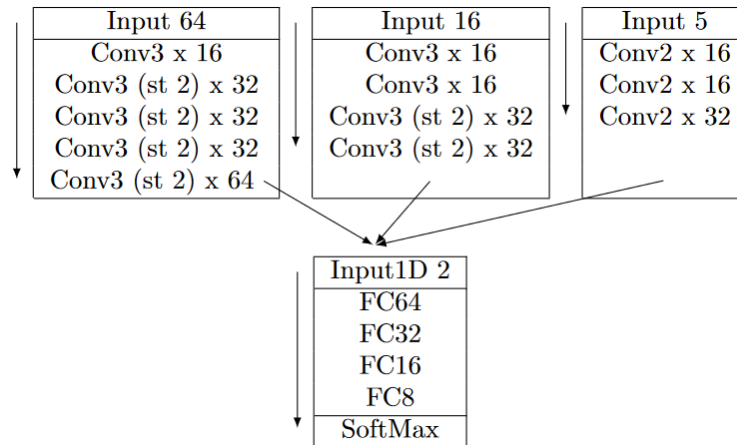 Input 64
Conv3 x 16
Conv3 (st 2) x 32
Conv3 (st 2) x 32
Conv3 (st 2) x 32
Conv3 (st 2) x 64
Input 16
Conv3 x 16
Conv3 x 16
Conv3 (st 2) x 32
Conv3 (st 2) x 32
Input 5
Conv2 x 16
Conv2 x 16
Conv2 x 32
Input1D 2
FC64
FC32
FC16
FC8
SoftMax